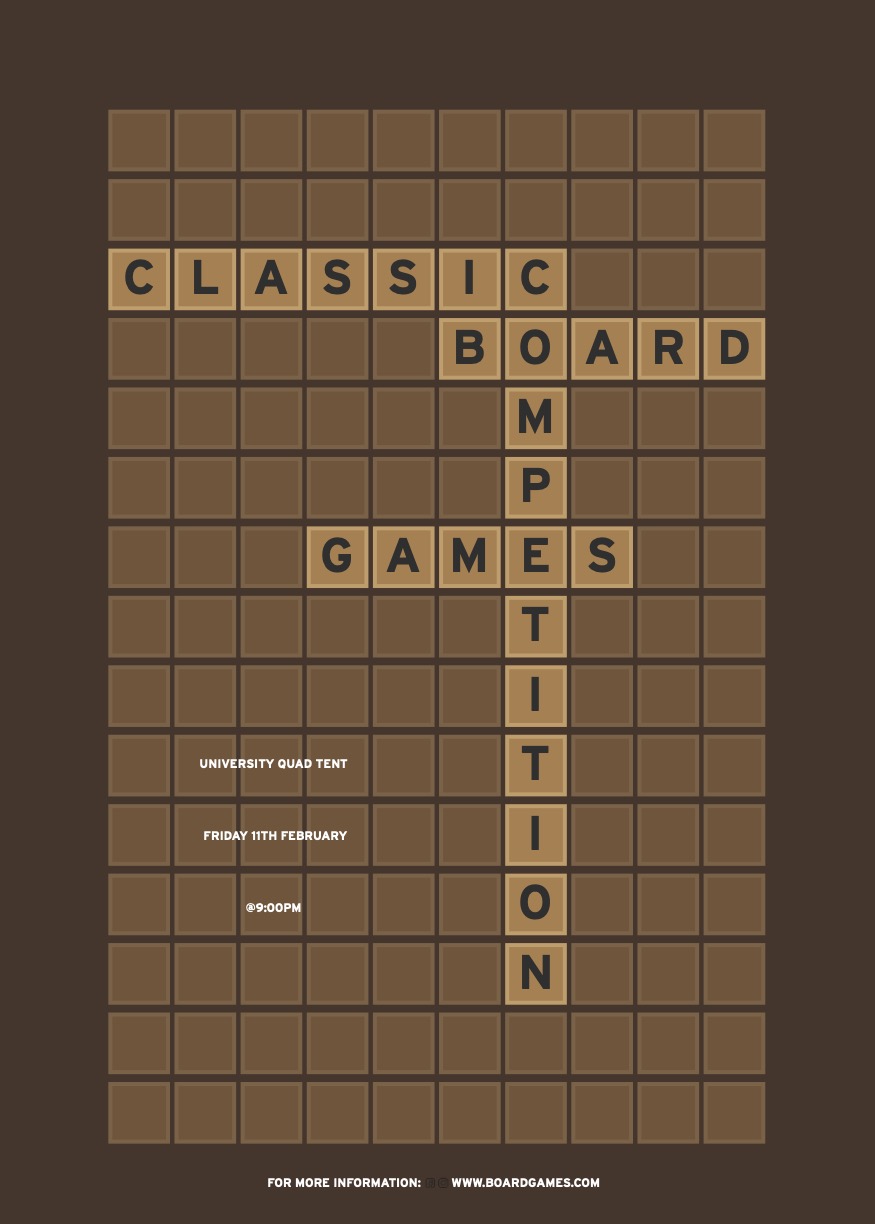 CLASSIC
BOARD
COMPETITION
GAMES
UNIVERSITY QUAD TENT
FRIDAY 11TH FEBRUARY
@9:00PM
FOR MORE INFORMATION: WWW.BOARDGAMES.COM